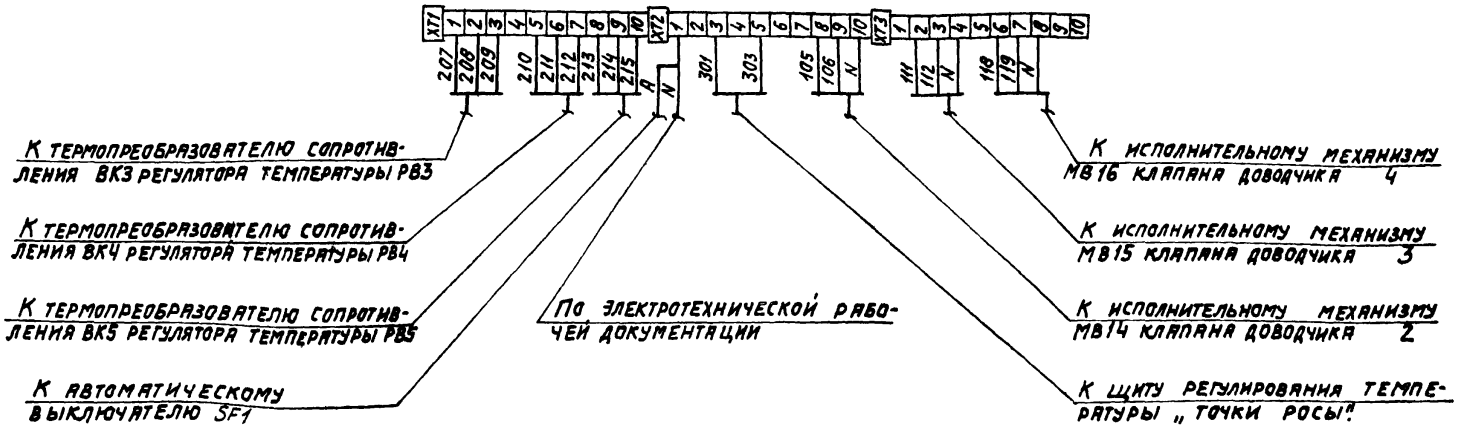 XT1 1 2 3 4 5 6 7 8 9 10 XT2 1 2 3 4 5 6 7 8 9 10 XT3 1 2 3 4 5 6 7 8 9 10
207 208 209 210 211 212 213 214 215 A N 301 303 105 106 N 111 112 N 118 119 N
К ТЕРМОПРЕОБРАЗОВАТЕЛЮ СОПРОТИВ-
ЛЕНИЯ ВК3 РЕГУЛЯТОРА ТЕМПЕРАТУРЫ РВ3
К ТЕРМОПРЕОБРАЗОВАТЕЛЮ СОПРОТИВ-
ЛЕНИЯ ВК4 РЕГУЛЯТОРА ТЕМПЕРАТУРЫ РВ4
К ТЕРМОПРЕОБРАЗОВАТЕЛЮ СОПРОТИВ-
ЛЕНИЯ ВК5 РЕГУЛЯТОРА ТЕМПЕРАТУРЫ РВ5
К АВТОМАТИЧЕСКОМУ
ВЫКЛЮЧАТЕЛЮ SF1
ПО ЭЛЕКТРОТЕХНИЧЕСКОЙ РАБО-
ЧЕЙ ДОКУМЕНТАЦИИ
К ИСПОЛНИТЕЛЬНОМУ МЕХАНИЗМУ
МВ16 КЛАПАНА ДОВОДЧИКА 4
К ИСПОЛНИТЕЛЬНОМУ МЕХАНИЗМУ
МВ15 КЛАПАНА ДОВОДЧИКА 3
К ИСПОЛНИТЕЛЬНОМУ МЕХАНИЗМУ
МВ14 КЛАПАНА ДОВОДЧИКА 2
К ЩИТУ РЕГУЛИРОВАНИЯ ТЕМПЕ-
РАТУРЫ „ ТОЧКИ РОСЫ".